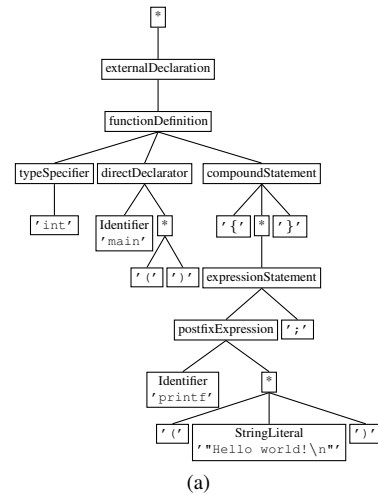 *
externalDeclaration
functionDefinition
typeSpecifier directDeclarator compoundStatement
'int' Identifier * '{' * '}'
'main'
'(' ')' expressionStatement
postfixExpression ';'
Identifier *
'printf'
'(' StringLiteral ')'
'"Hello world!\n"'
(a)